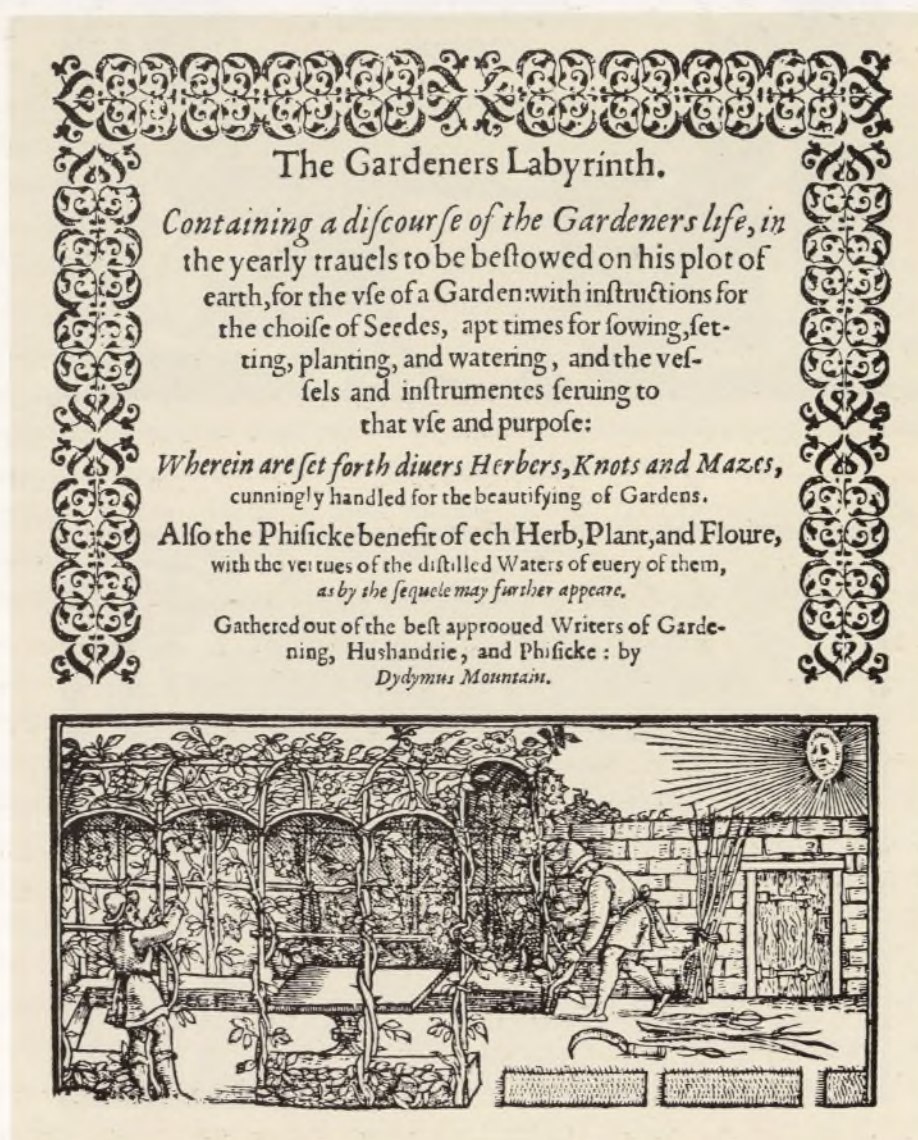 The Gardeners Labyrinth.
Containing a diſcourſe of the Gardeners life, in
the yearly trauels to be beſtowed on his plot of
earth, for the vſe of a Garden: with inſtructions for
the choiſe of Seedes, apt times for ſowing, ſet-
ting, planting, and watering, and the veſ-
ſels and inſtrumentes ſeruing to
that vſe and purpoſe:
Wherein are ſet forth diuers Herbers, Knots and Mazes,
cunningly handled for the beautifying of Gardens.
Alſo the Phiſicke benefit of ech Herb, Plant, and Floure,
with the vertues of the diſtilled Waters of euery of them,
as by the ſequele may further appeare.
Gathered out of the beſt approoued Writers of Garde-
ning, Husbandrie, and Phiſicke: by
Dydymus Mountain.